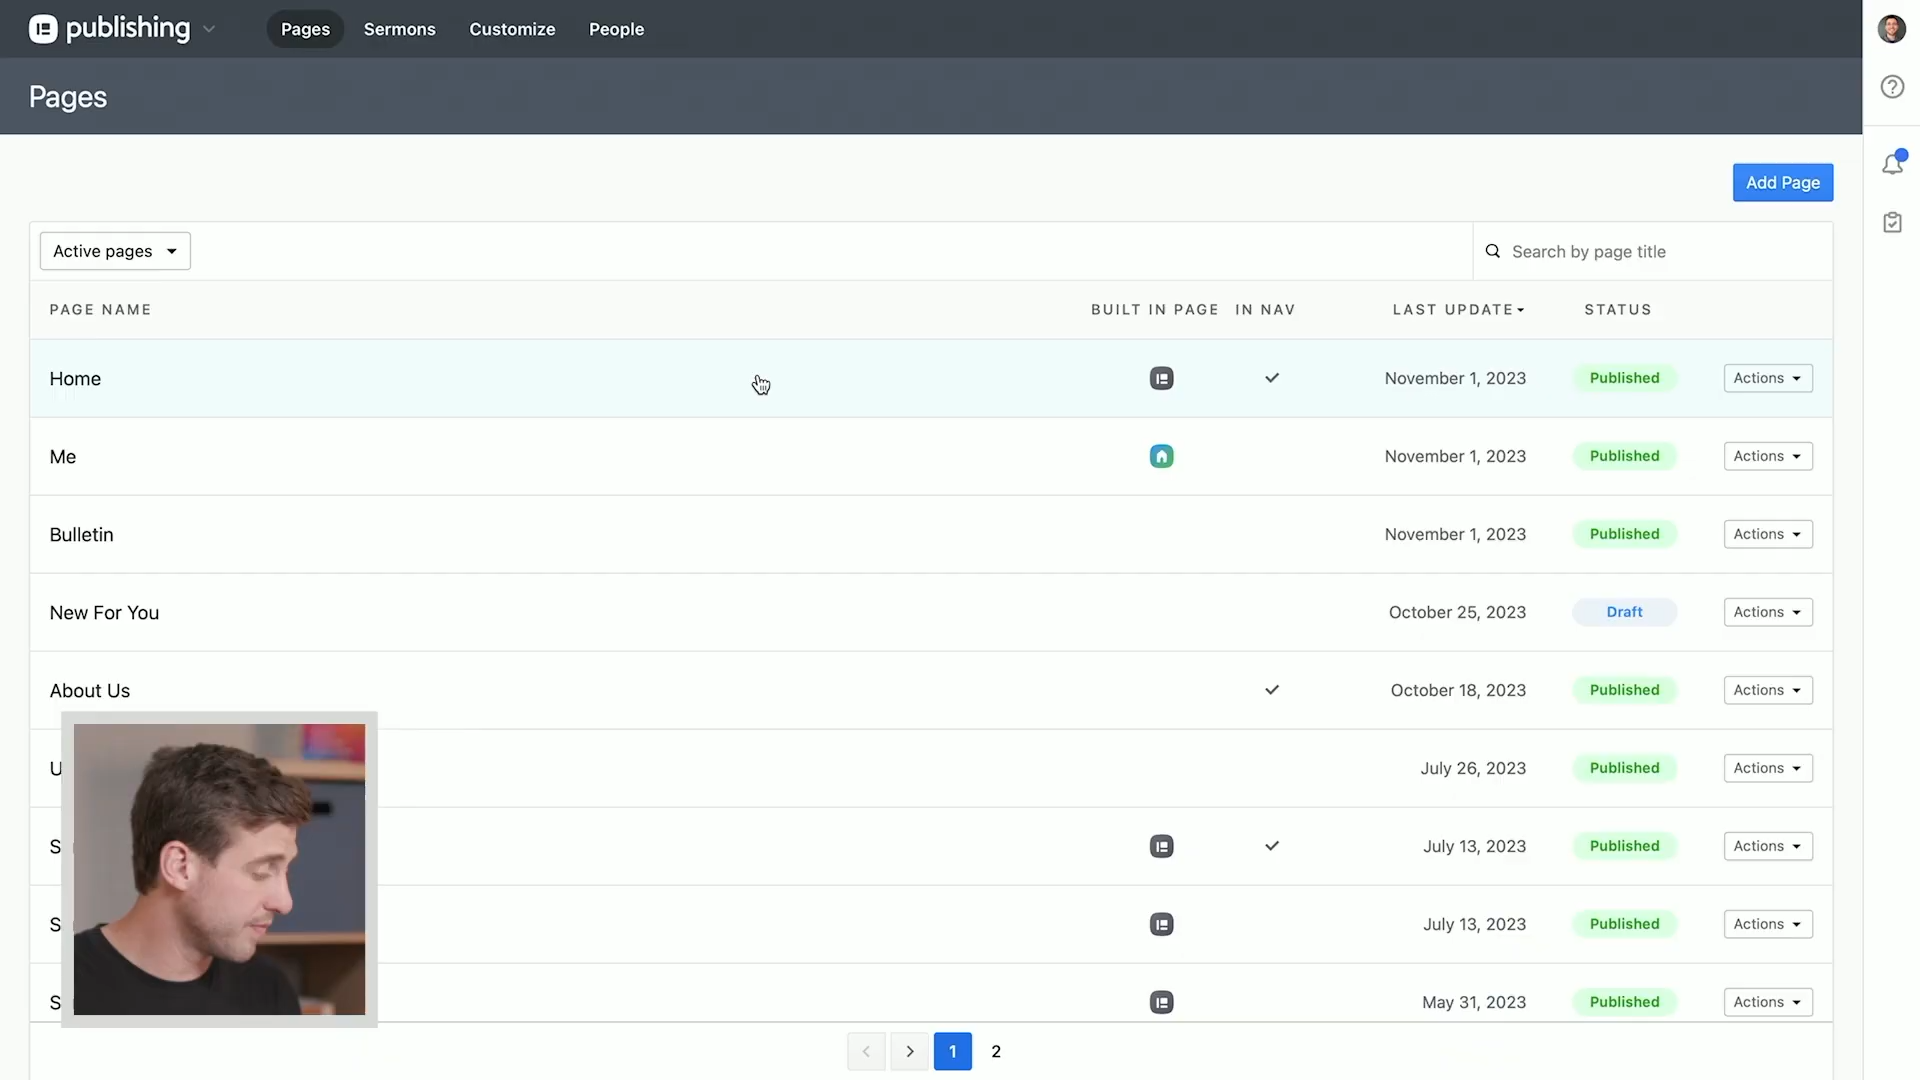 publishing
Pages Sermons Customize People
Pages
Add Page
Active pages
Search by page title
PAGE NAME BUILT IN PAGE IN NAV LAST UPDATE STATUS
Home November 1, 2023 Published Actions
Me November 1, 2023 Published Actions
Bulletin November 1, 2023 Published Actions
New For You October 25, 2023 Draft Actions
About Us October 18, 2023 Published Actions
U July 26, 2023 Published Actions
S July 13, 2023 Published Actions
S July 13, 2023 Published Actions
S May 31, 2023 Published Actions
1 2